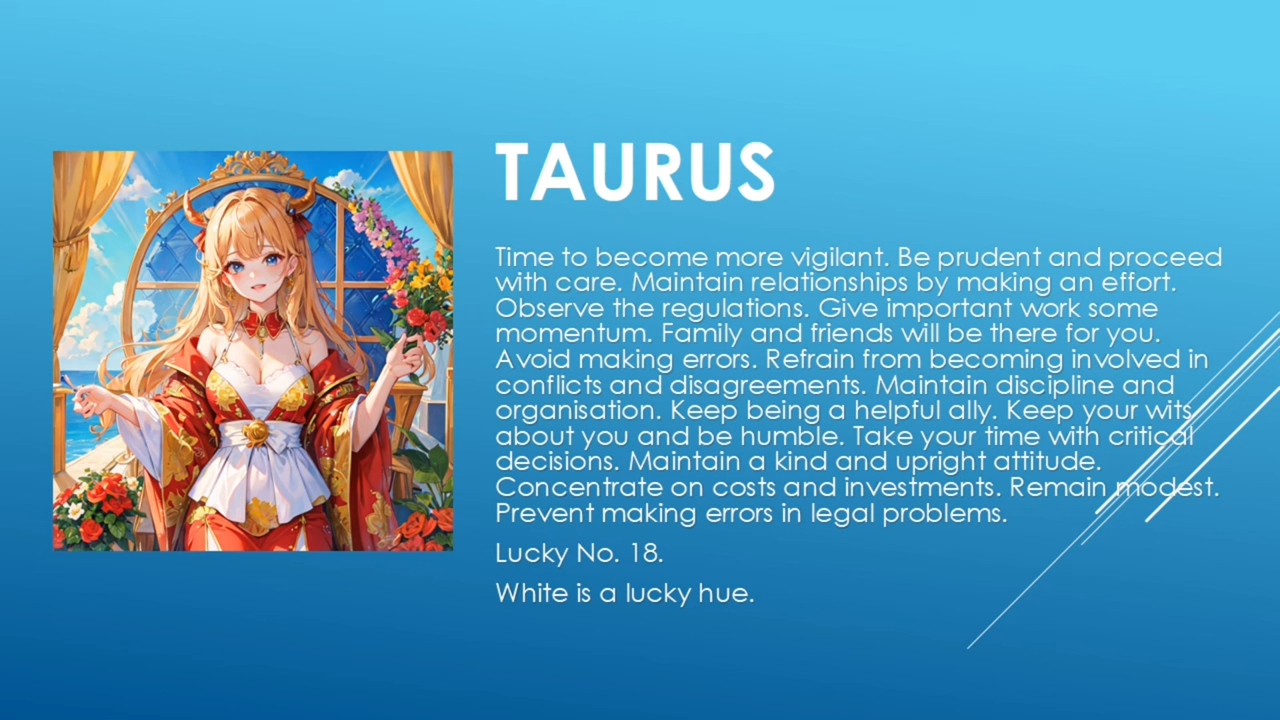 TAURUS
Time to become more vigilant. Be prudent and proceed
with care. Maintain relationships by making an effort.
Observe the regulations. Give important work some
momentum. Family and friends will be there for you.
Avoid making errors. Refrain from becoming involved in
conflicts and disagreements. Maintain discipline and
organisation. Keep being a helpful ally. Keep your wits
about you and be humble. Take your time with critical
decisions. Maintain a kind and upright attitude.
Concentrate on costs and investments. Remain modest.
Prevent making errors in legal problems.
Lucky No. 18.
White is a lucky hue.